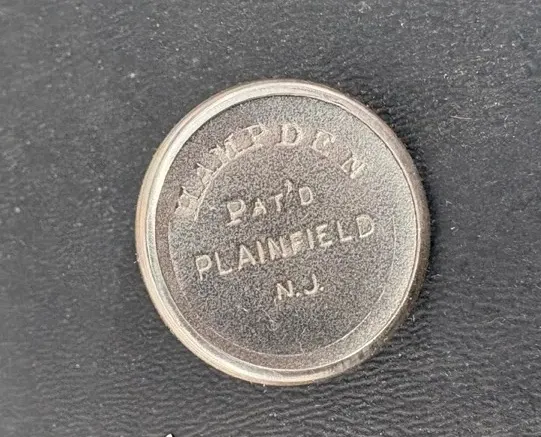 HAMPDEN
PAT'D
PLAINFIELD
N.J.